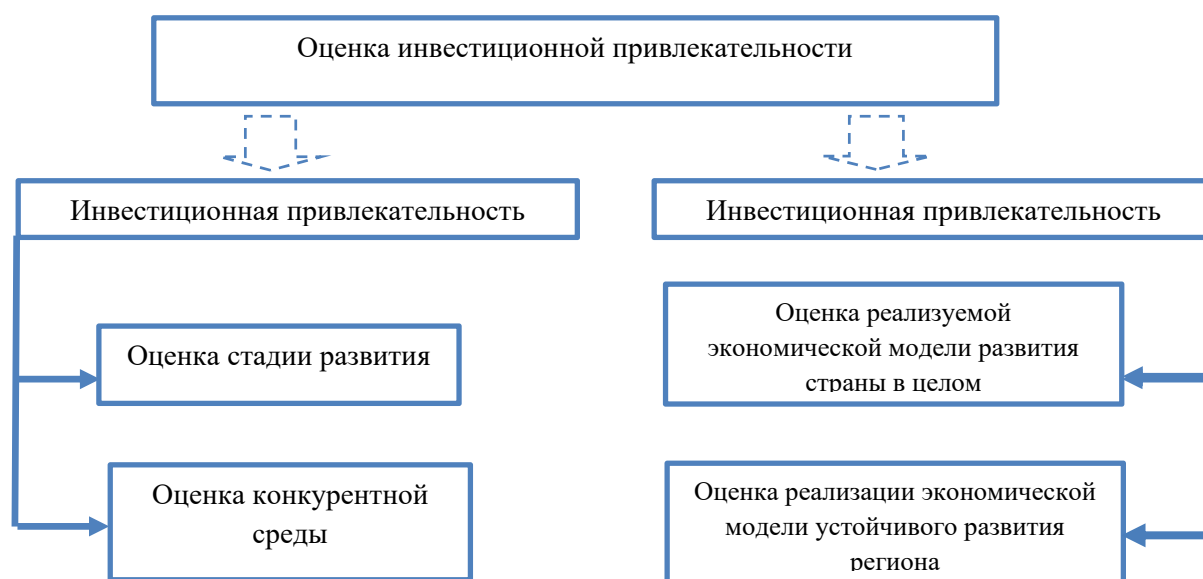 Оценка инвестиционной привлекательности
Инвестиционная привлекательность
Инвестиционная привлекательность
Оценка стадии развития
Оценка конкурентной
среды
Оценка реализуемой
экономической модели развития
страны в целом
Оценка реализации экономической
модели устойчивого развития
региона